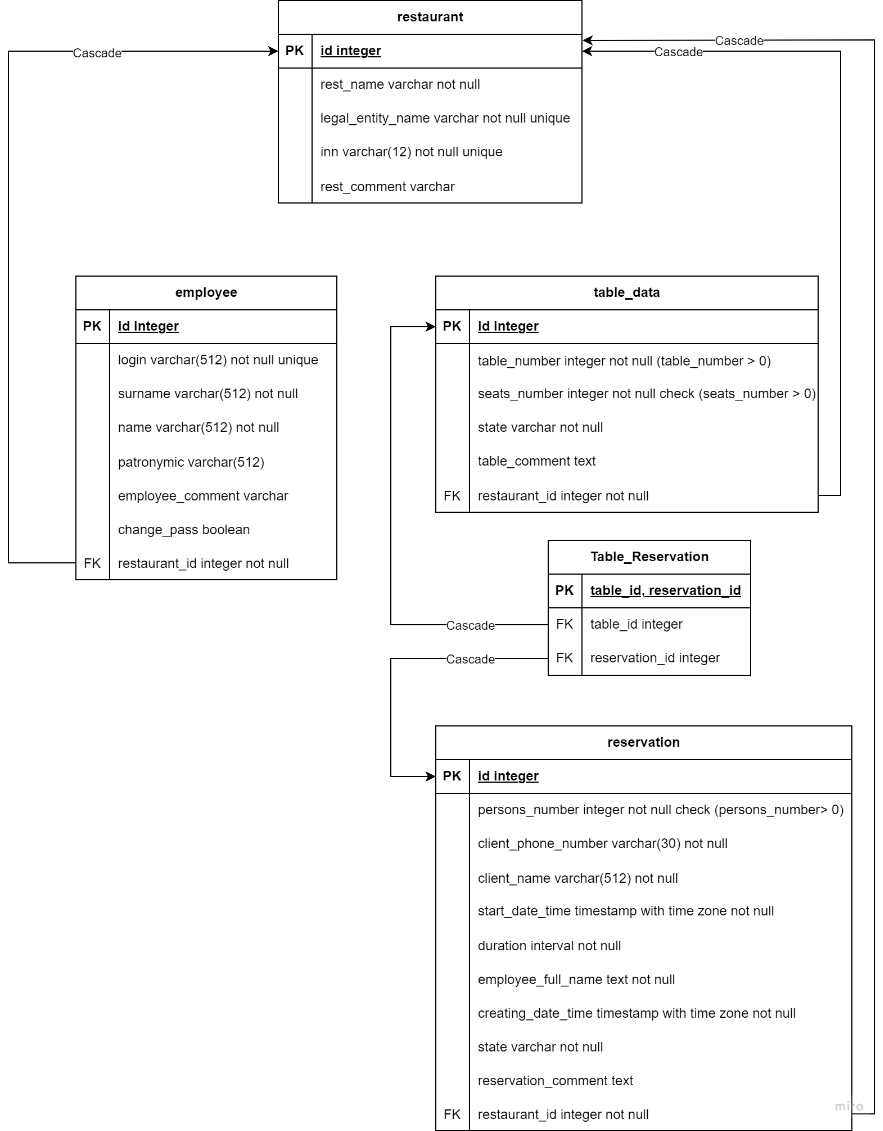 restaurant
PK id integer
rest_name varchar not null
legal_entity_name varchar not null unique
inn varchar(12) not null unique
rest_comment varchar
Cascade
Cascade
Cascade
employee
PK id integer
login varchar(512) not null unique
surname varchar(512) not null
name varchar(512) not null
patronymic varchar(512)
employee_comment varchar
change_pass boolean
FK restaurant_id integer not null
table_data
PK id integer
table_number integer not null (table_number > 0)
seats_number integer not null check (seats_number > 0)
state varchar not null
table_comment text
FK restaurant_id integer not null
Table_Reservation
PK table_id, reservation_id
FK table_id integer
FK reservation_id integer
Cascade
Cascade
reservation
PK id integer
persons_number integer not null check (persons_number> 0)
client_phone_number varchar(30) not null
client_name varchar(512) not null
start_date_time timestamp with time zone not null
duration interval not null
employee_full_name text not null
creating_date_time timestamp with time zone not null
state varchar not null
reservation_comment text
FK restaurant_id integer not null
miro